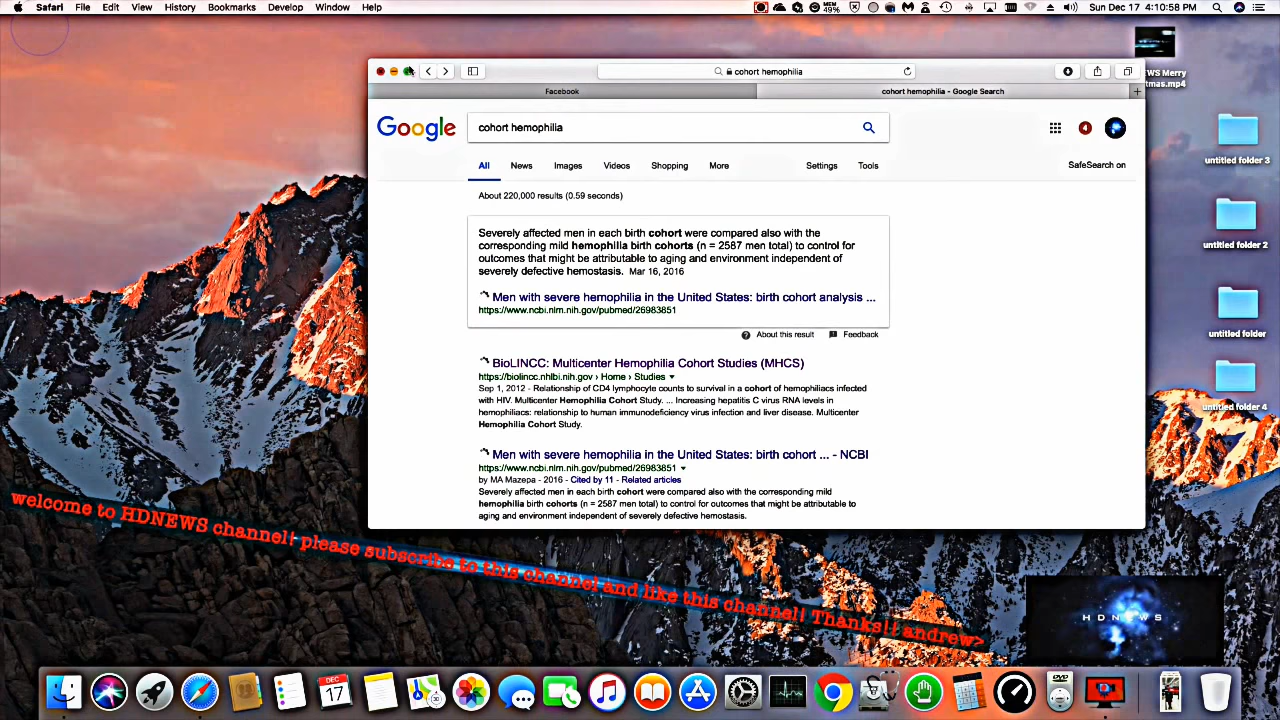 Safari File Edit View History Bookmarks Develop Window Help
MEM 49%
Sun Dec 17 4:10:58 PM
cohort hemophilia
Facebook
cohort hemophilia - Google Search
+
EWS Merry
tmas.mp4
Google
cohort hemophilia
4
All News Images Videos Shopping More Settings Tools
SafeSearch on
About 220,000 results (0.59 seconds)
Severely affected men in each birth cohort were compared also with the
corresponding mild hemophilia birth cohorts (n = 2587 men total) to control for
outcomes that might be attributable to aging and environment independent of
severely defective hemostasis. Mar 16, 2016
Men with severe hemophilia in the United States: birth cohort analysis ...
https://www.ncbi.nlm.nih.gov/pubmed/26983851
About this result Feedback
BioLINCC: Multicenter Hemophilia Cohort Studies (MHCS)
https://biolincc.nhlbi.nih.gov › Home › Studies
Sep 1, 2012 - Relationship of CD4 lymphocyte counts to survival in a cohort of hemophiliacs infected
with HIV. Multicenter Hemophilia Cohort Study. ... Increasing hepatitis C virus RNA levels in
hemophiliacs: relationship to human immunodeficiency virus infection and liver disease. Multicenter
Hemophilia Cohort Study.
Men with severe hemophilia in the United States: birth cohort ... - NCBI
https://www.ncbi.nlm.nih.gov/pubmed/26983851
by MA Mazepa - 2016 - Cited by 11 - Related articles
Severely affected men in each birth cohort were compared also with the corresponding mild
hemophilia birth cohorts (n = 2587 men total) to control for outcomes that might be attributable to
aging and environment independent of severely defective hemostasis.
untitled folder 3
untitled folder 2
untitled folder
untitled folder 4
welcome to HDNEWS channel! please subscribe to this channel and like this channel! Thanks!! andrew>
HDNEWS
DEC
17
DVD